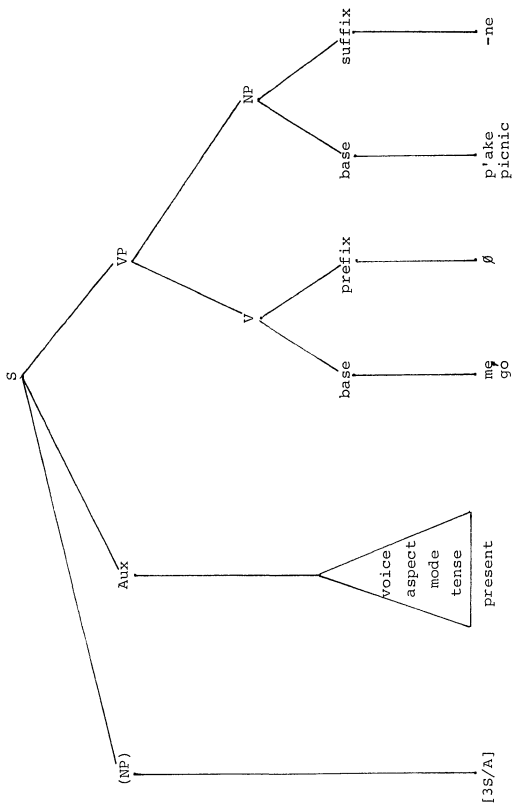 S
(NP) Aux VP
V NP
base prefix base suffix
voice
aspect
mode
tense
[3S/A] present me̓ Ø p'ake -ne
go picnic